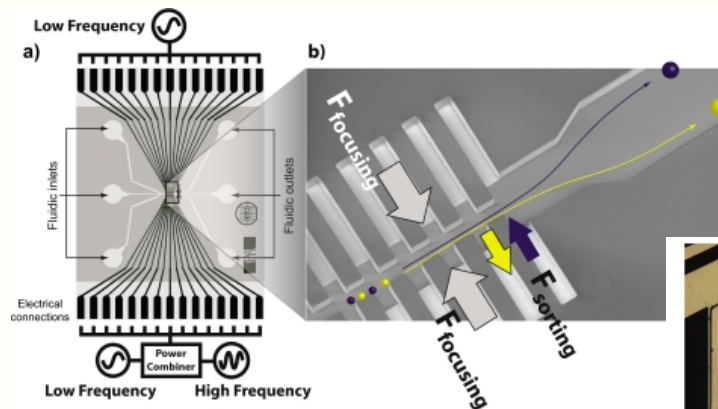 Low Frequency
a)
Fluidic inlets
Fluidic outlets
Electrical
connections
Power
Combiner
Low Frequency
High Frequency
b)
F focusing
F focusing
F sorting